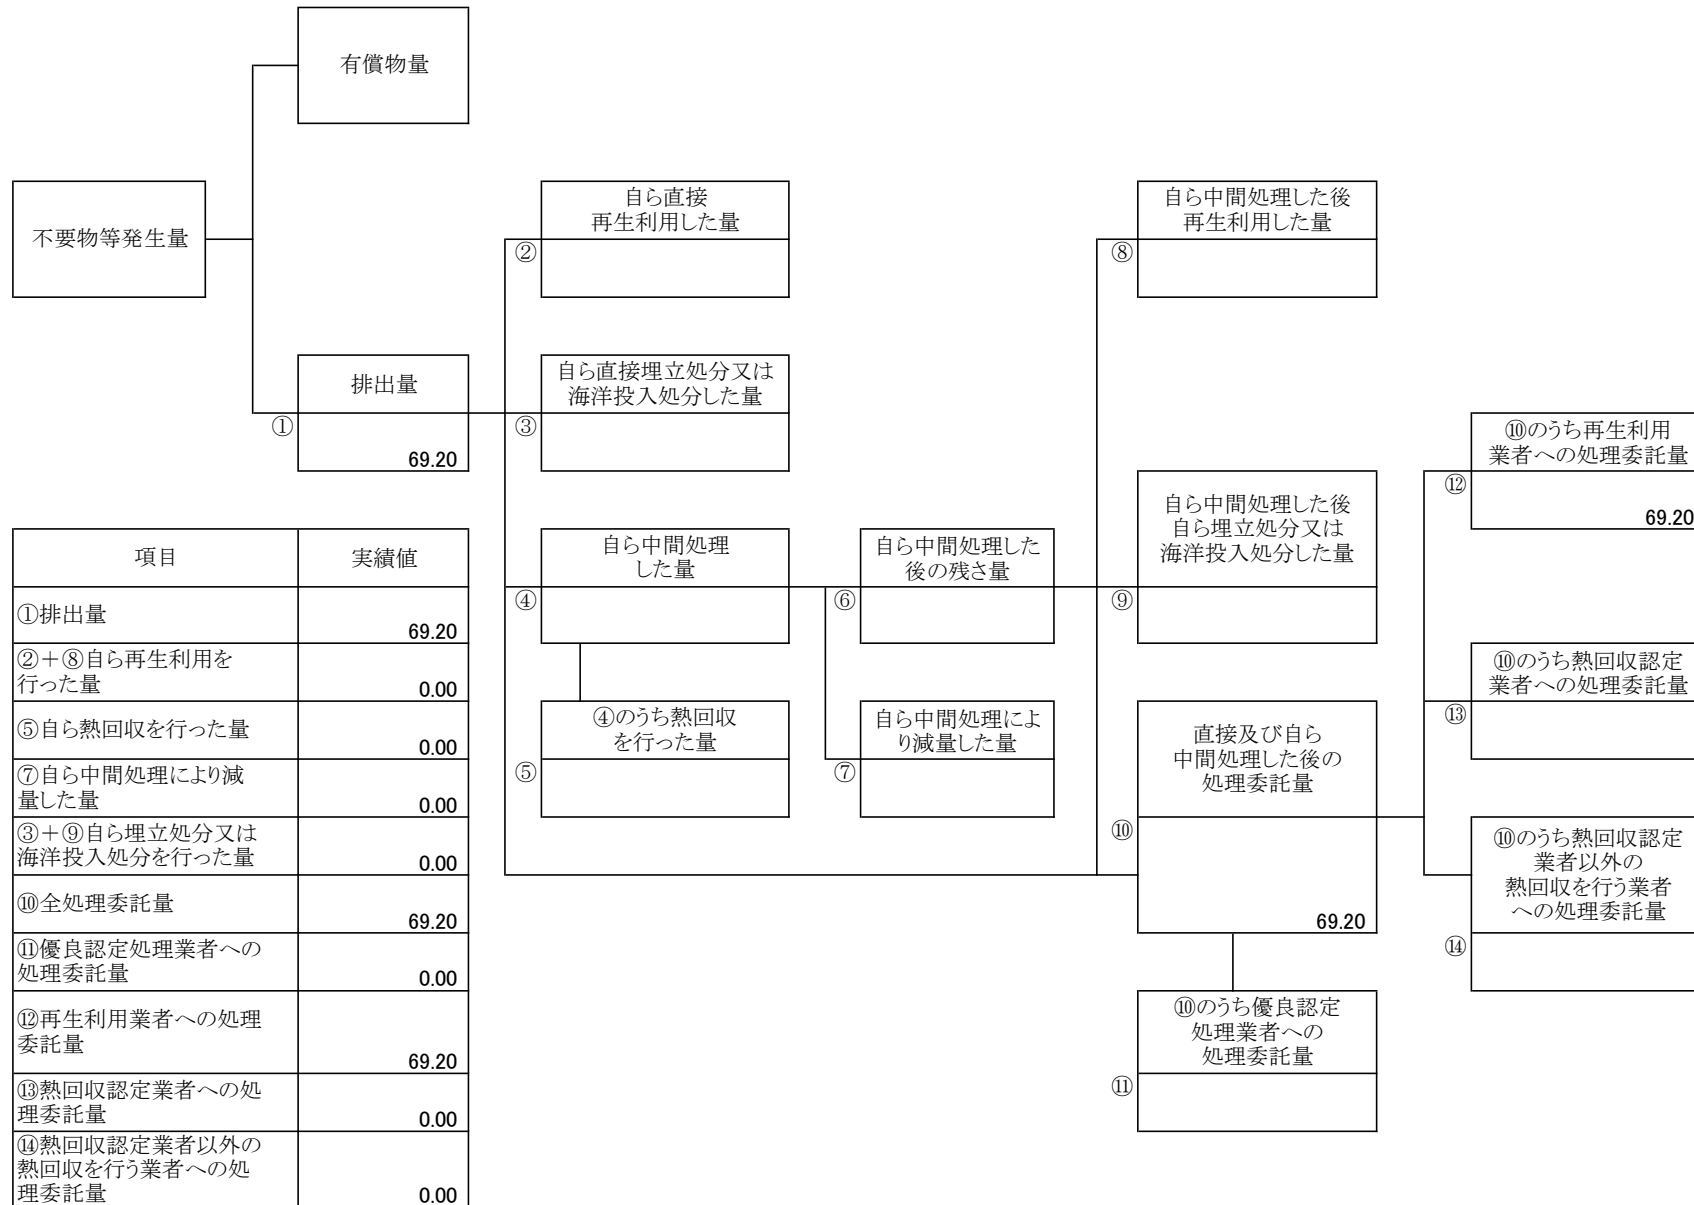 有償物量
不要物等発生量
自ら直接
再生利用した量
②
自ら中間処理した後
再生利用した量
⑧
排出量
①
69.20
自ら直接埋立処分又は
海洋投入処分した量
③
⑩のうち再生利用
業者への処理委託量
⑫
69.20
自ら中間処理
した量
④
自ら中間処理した
後の残さ量
⑥
自ら中間処理した後
自ら埋立処分又は
海洋投入処分した量
⑨
④のうち熱回収
を行った量
⑤
自ら中間処理によ
り減量した量
⑦
直接及び自ら
中間処理した後の
処理委託量
⑩
69.20
⑩のうち熱回収認定
業者への処理委託量
⑬
⑩のうち熱回収認定
業者以外の
熱回収を行う業者
への処理委託量
⑭
⑩のうち優良認定
処理業者への
処理委託量
⑪
項目 実績値
①排出量
69.20
②＋⑧自ら再生利用を
行った量
0.00
⑤自ら熱回収を行った量
0.00
⑦自ら中間処理により減
量した量
0.00
③＋⑨自ら埋立処分又は
海洋投入処分を行った量
0.00
⑩全処理委託量
69.20
⑪優良認定処理業者への
処理委託量
0.00
⑫再生利用業者への処理
委託量
69.20
⑬熱回収認定業者への処
理委託量
0.00
⑭熱回収認定業者以外の
熱回収を行う業者への処
理委託量
0.00